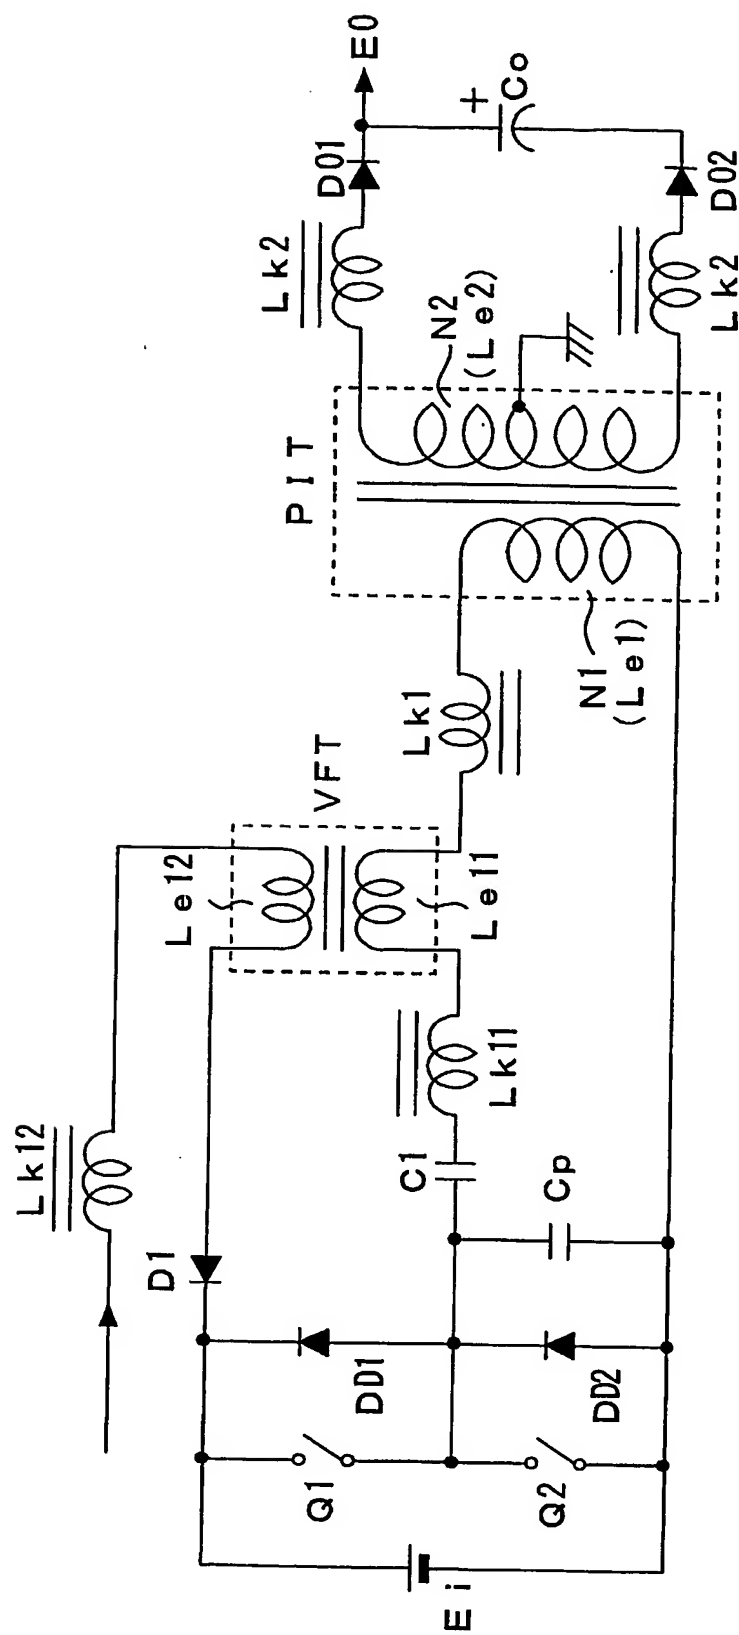 Lk12
D1
VFT
Le12
Le11
PIT
Lk2
D01
E0
+
Co
N2
(Le2)
Q1
DD1
C1
Lk11
Lk1
N1
(Le1)
Lk2
D02
Ei
Q2
DD2
Cp